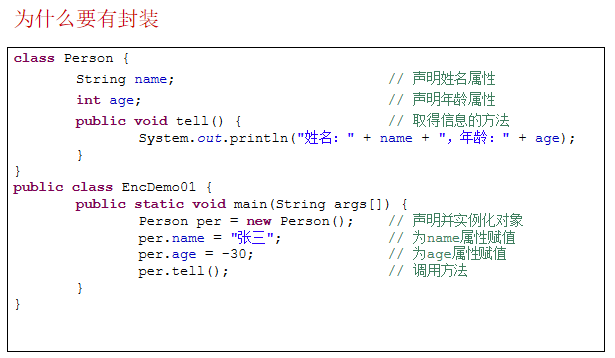 为什么要有封装
class Person {
String name; // 声明姓名属性
int age; // 声明年龄属性
public void tell() { // 取得信息的方法
System.out.println("姓名：" + name + "，年龄：" + age);
}
}
public class EncDemo01 {
public static void main(String args[]) {
Person per = new Person(); // 声明并实例化对象
per.name = "张三"; // 为name属性赋值
per.age = -30; // 为age属性赋值
per.tell(); // 调用方法
}
}